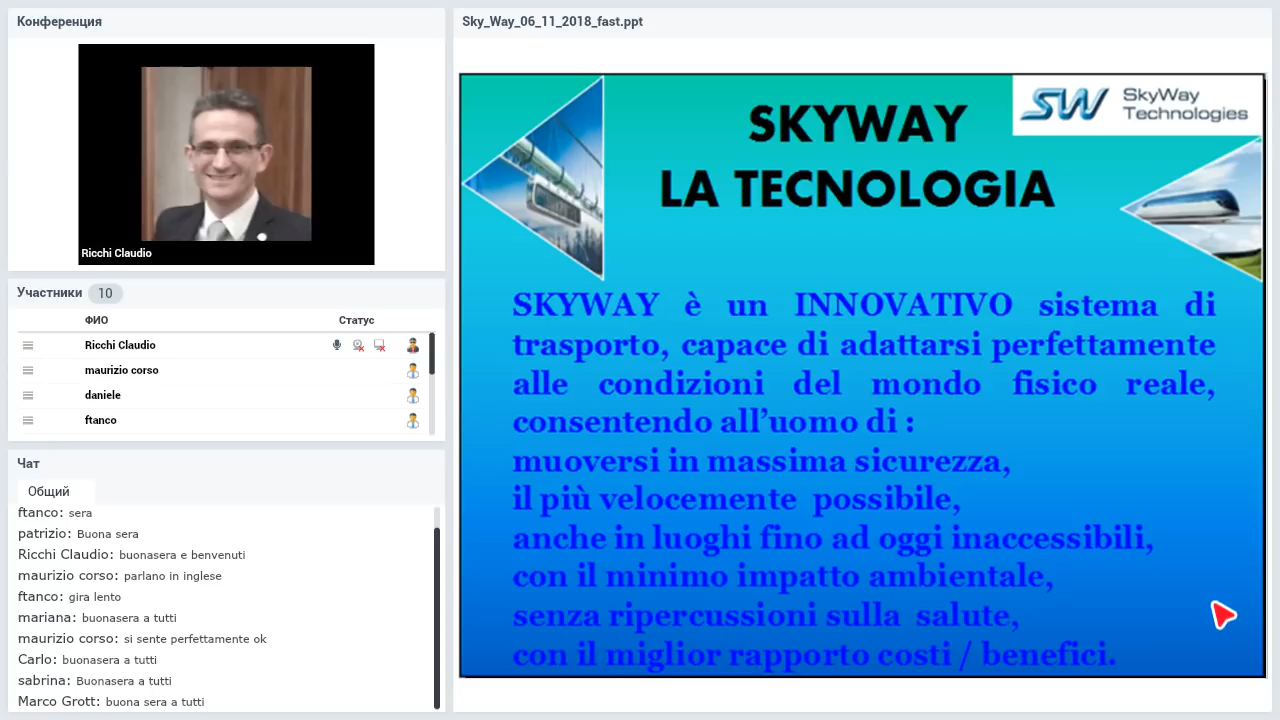 Конференция
Ricchi Claudio
Участники 10
ФИО Статус
Ricchi Claudio
maurizio corso
daniele
ftanco
Чат
Общий
ftanco: sera
patrizio: Buona sera
Ricchi Claudio: buonasera e benvenuti
maurizio corso: parlano in inglese
ftanco: gira lento
mariana: buonasera a tutti
maurizio corso: si sente perfettamente ok
Carlo: buonasera a tutti
sabrina: Buonasera a tutti
Marco Grott: buona sera a tutti
Sky_Way_06_11_2018_fast.ppt
SW SkyWay
Technologies
SKYWAY
LA TECNOLOGIA
SKYWAY è un INNOVATIVO sistema di
trasporto, capace di adattarsi perfettamente
alle condizioni del mondo fisico reale,
consentendo all’uomo di :
muoversi in massima sicurezza,
il più velocemente possibile,
anche in luoghi fino ad oggi inaccessibili,
con il minimo impatto ambientale,
senza ripercussioni sulla salute,
con il miglior rapporto costi / benefici.